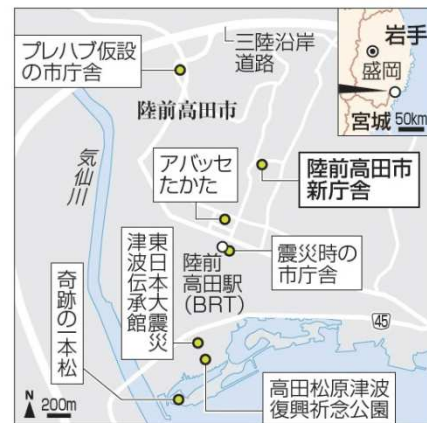 プレハブ仮設
の市庁舎
三陸沿岸
道路
岩手
盛岡
宮城 50km
陸前高田市
気仙川
アバッセ
たかた
陸前高田市
新庁舎
東日本大震災
津波伝承館
陸前
高田駅
(BRT)
震災時の
市庁舎
奇跡の一本松
45
高田松原津波
復興祈念公園
N
200m